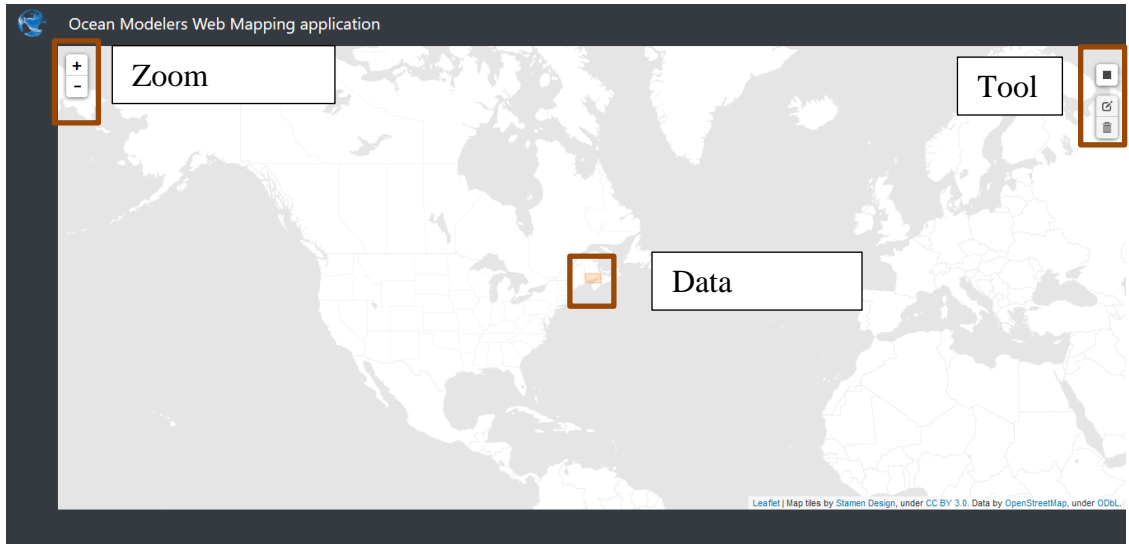 Ocean Modelers Web Mapping application
+
Zoom
-
Tool
Data
Leaflet | Map tiles by Stamen Design, under CC BY 3.0. Data by OpenStreetMap, under ODbL.